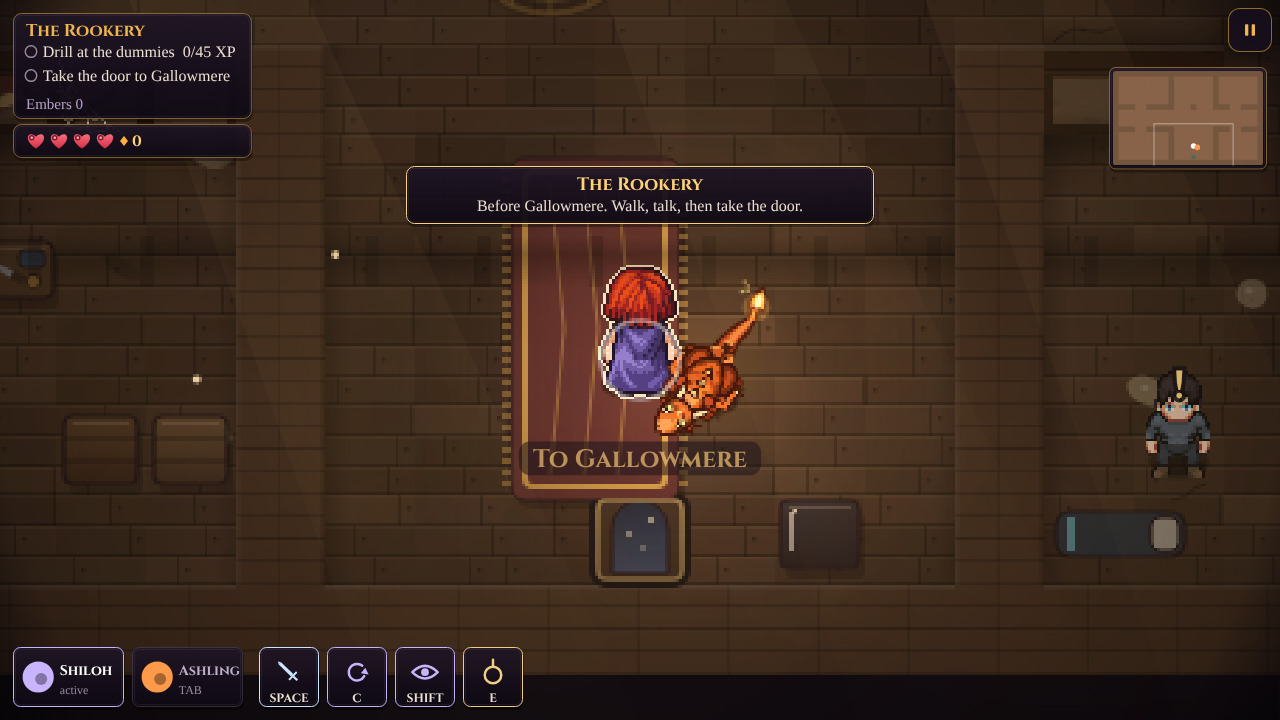 The Rookery
Drill at the dummies 0/45 XP
Take the door to Gallowmere
Embers 0
0
The Rookery
Before Gallowmere. Walk, talk, then take the door.
To Gallowmere
Shiloh
active
Ashling
TAB
SPACE
C
SHIFT
E